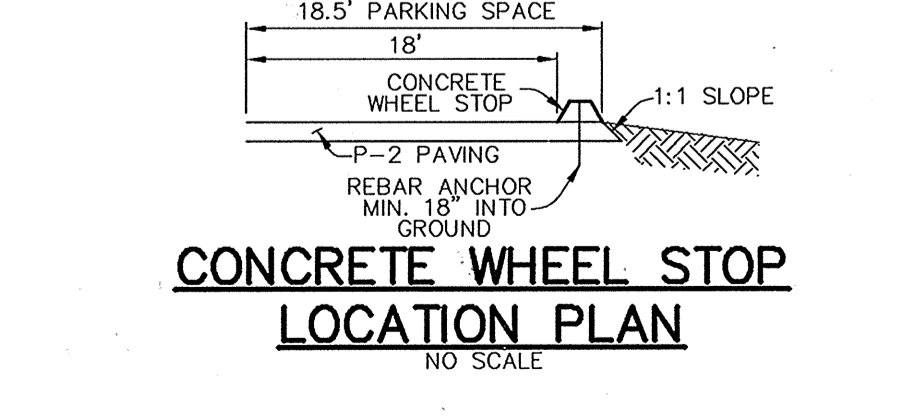 18.5' PARKING SPACE
18'
CONCRETE
WHEEL STOP
1:1 SLOPE
P-2 PAVING
REBAR ANCHOR
MIN. 18" INTO
GROUND
CONCRETE WHEEL STOP
LOCATION PLAN
NO SCALE